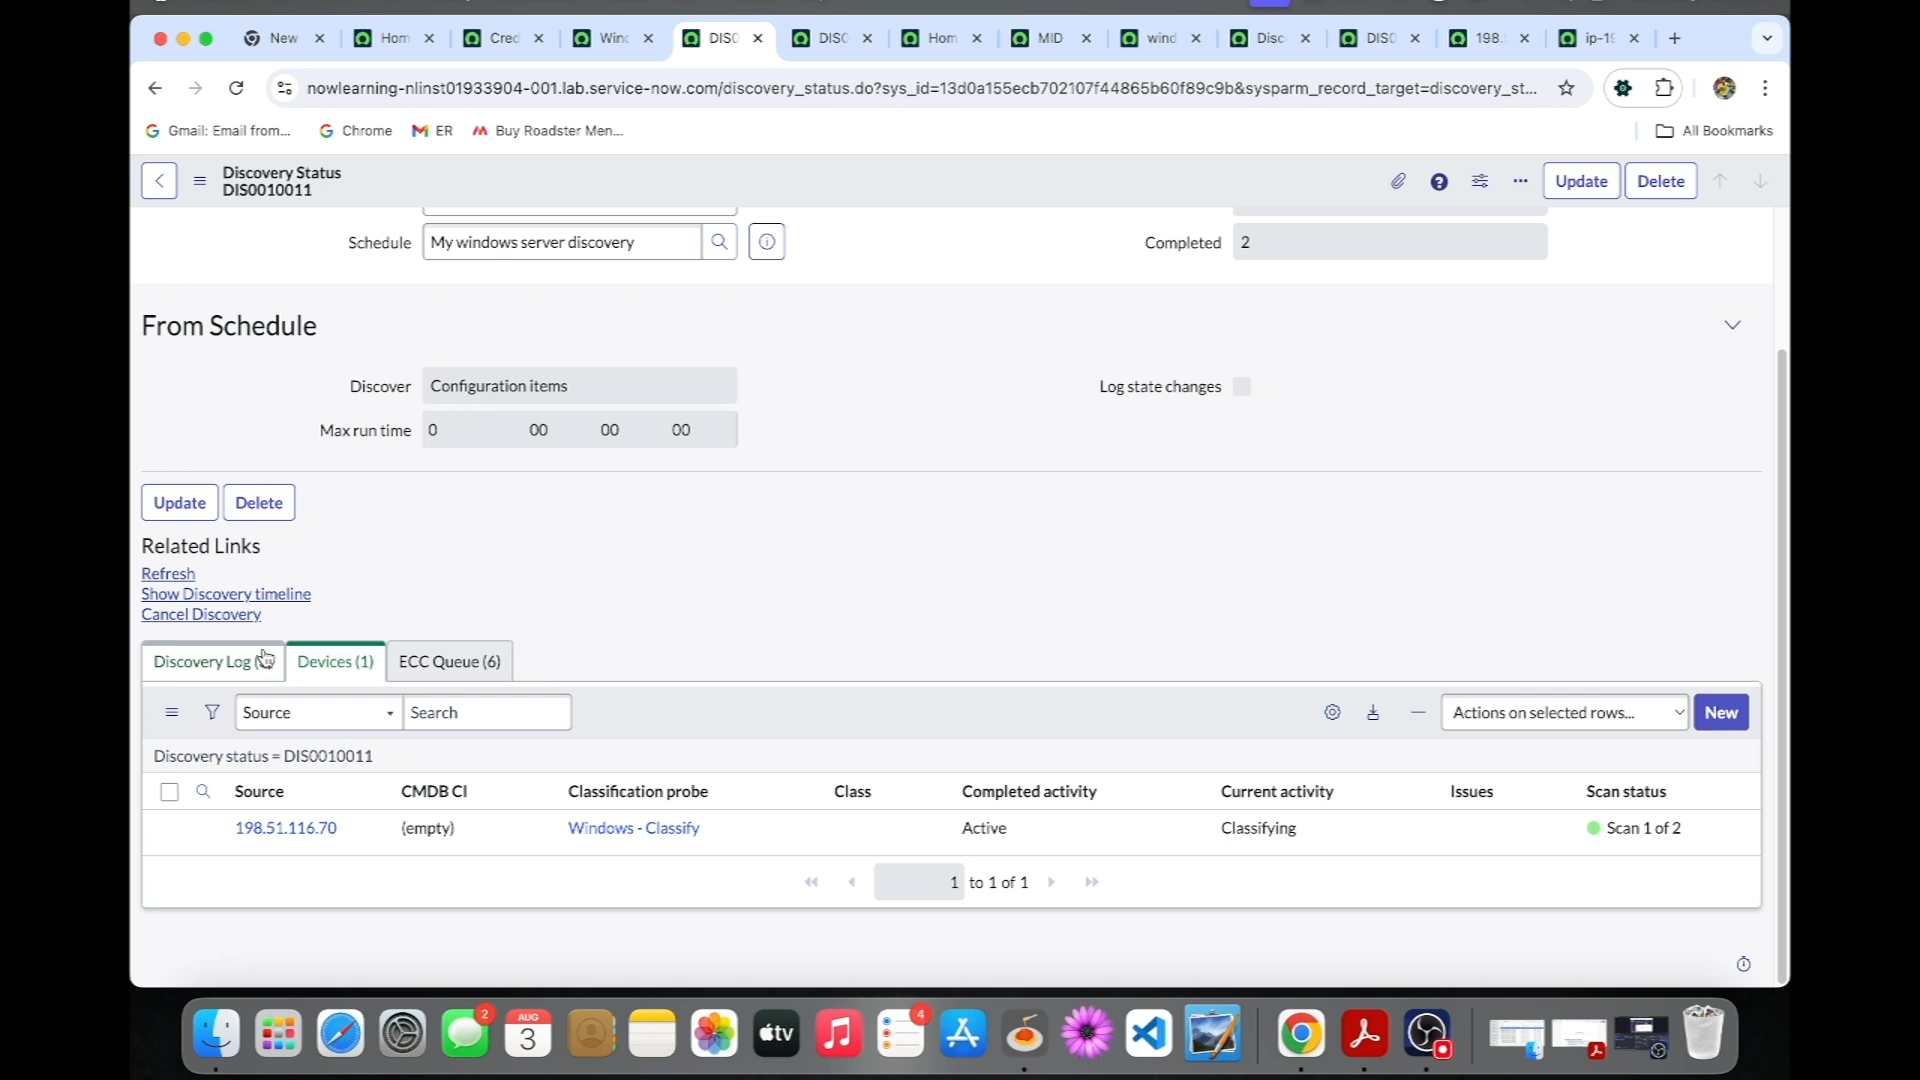 New
Hom
Cred
Winc
DISC
DISC
Hom
MID
wind
Disc
DISC
198.
ip-19
nowlearning-nlinst01933904-001.lab.service-now.com/discovery_status.do?sys_id=13d0a155ecb702107f44865b60f89c9b&sysparm_record_target=discovery_st...
Gmail: Email from...
Chrome
ER
Buy Roadster Men...
All Bookmarks
Discovery Status
DIS0010011
Update
Delete
Schedule
My windows server discovery
Completed
2
From Schedule
Discover
Configuration items
Log state changes
Max run time
0 00 00 00
Update
Delete
Related Links
Refresh
Show Discovery timeline
Cancel Discovery
Discovery Log
Devices (1)
ECC Queue (6)
Source
Search
Actions on selected rows...
New
Discovery status = DIS0010011
Source CMDB CI Classification probe Class Completed activity Current activity Issues Scan status
198.51.116.70 (empty) Windows - Classify Active Classifying Scan 1 of 2
1 to 1 of 1
2
AUG
3
tv
4